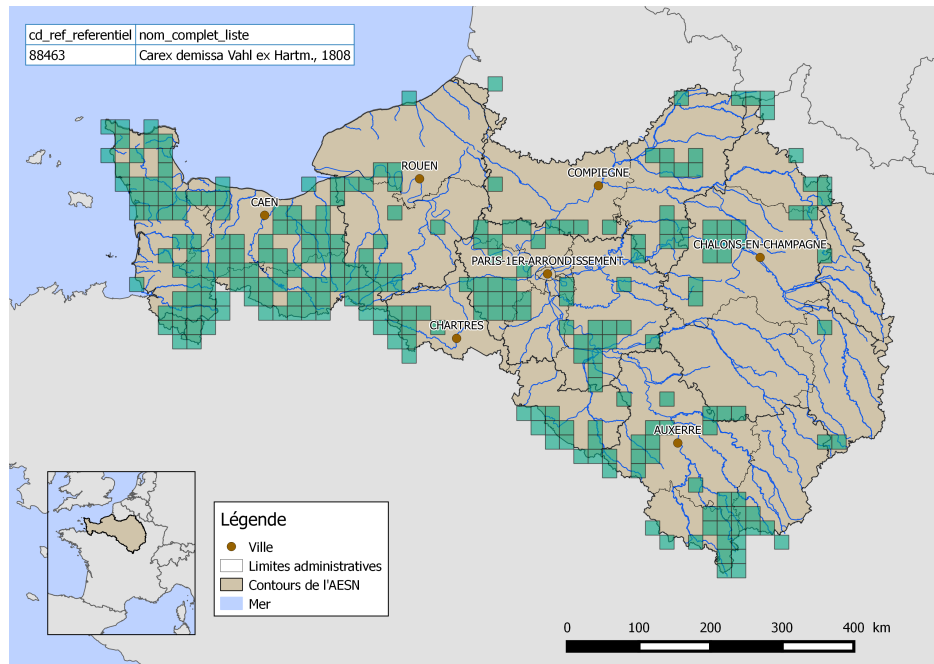 cd_ref_referentiel nom_complet_liste
88463 Carex demissa Vahl ex Hartm., 1808
ROUEN
COMPIEGNE
CAEN
CHALONS-EN-CHAMPAGNE
PARIS-1ER-ARRONDISSEMENT
CHARTRES
AUXERRE
Légende
Ville
Limites administratives
Contours de l'AESN
Mer
0 100 200 300 400 km